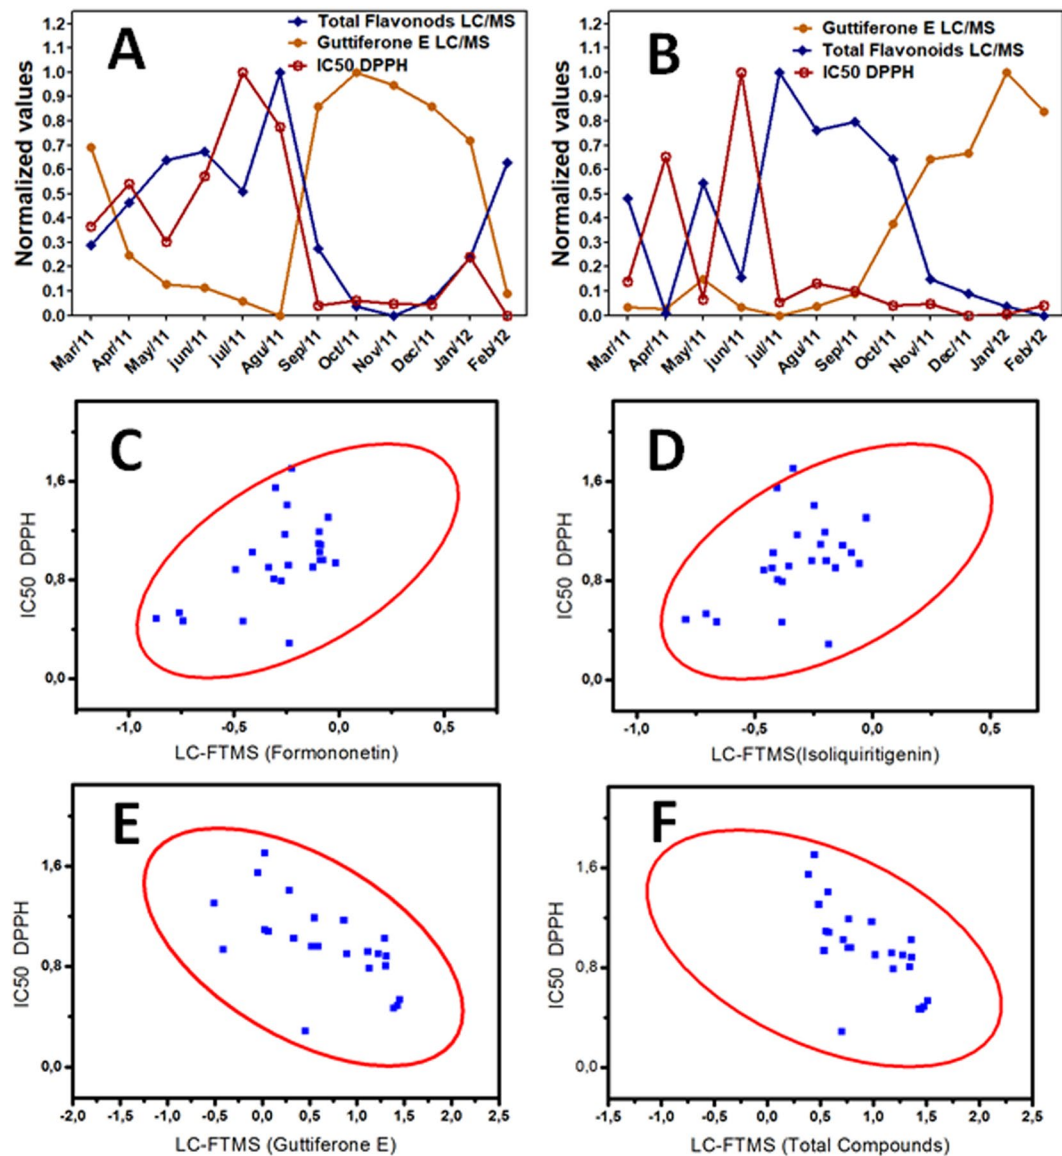 A
Total Flavonods LC/MS
Guttiferone E LC/MS
IC50 DPPH
Normalized values
1.2
1.1
1.0
0.9
0.8
0.7
0.6
0.5
0.4
0.3
0.2
0.1
0.0
Mar/11 Apr/11 May/11 jun/11 jul/11 Agu/11 Sep/11 Oct/11 Nov/11 Dec/11 Jan/12 Feb/12
B
Guttiferone E LC/MS
Total Flavonoids LC/MS
IC50 DPPH
Normalized values
1.2
1.1
1.0
0.9
0.8
0.7
0.6
0.5
0.4
0.3
0.2
0.1
0.0
Mar/11 Apr/11 May/11 jun/11 jul/11 Agu/11 Sep/11 Oct/11 Nov/11 Dec/11 Jan/12 Feb/12
C
IC50 DPPH
1,6
0,8
0,0
-1,0 -0,5 0,0 0,5
LC-FTMS (Formononetin)
D
IC50 DPPH
1,6
0,8
0,0
-1,0 -0,5 0,0 0,5
LC-FTMS(Isoliquiritigenin)
E
IC50 DPPH
1,6
0,8
0,0
-2,0 -1,5 -1,0 -0,5 0,0 0,5 1,0 1,5 2,0 2,5
LC-FTMS (Guttiferone E)
F
IC50 DPPH
1,6
0,8
0,0
-1,5 -1,0 -0,5 0,0 0,5 1,0 1,5 2,0 2,5
LC-FTMS (Total Compounds)